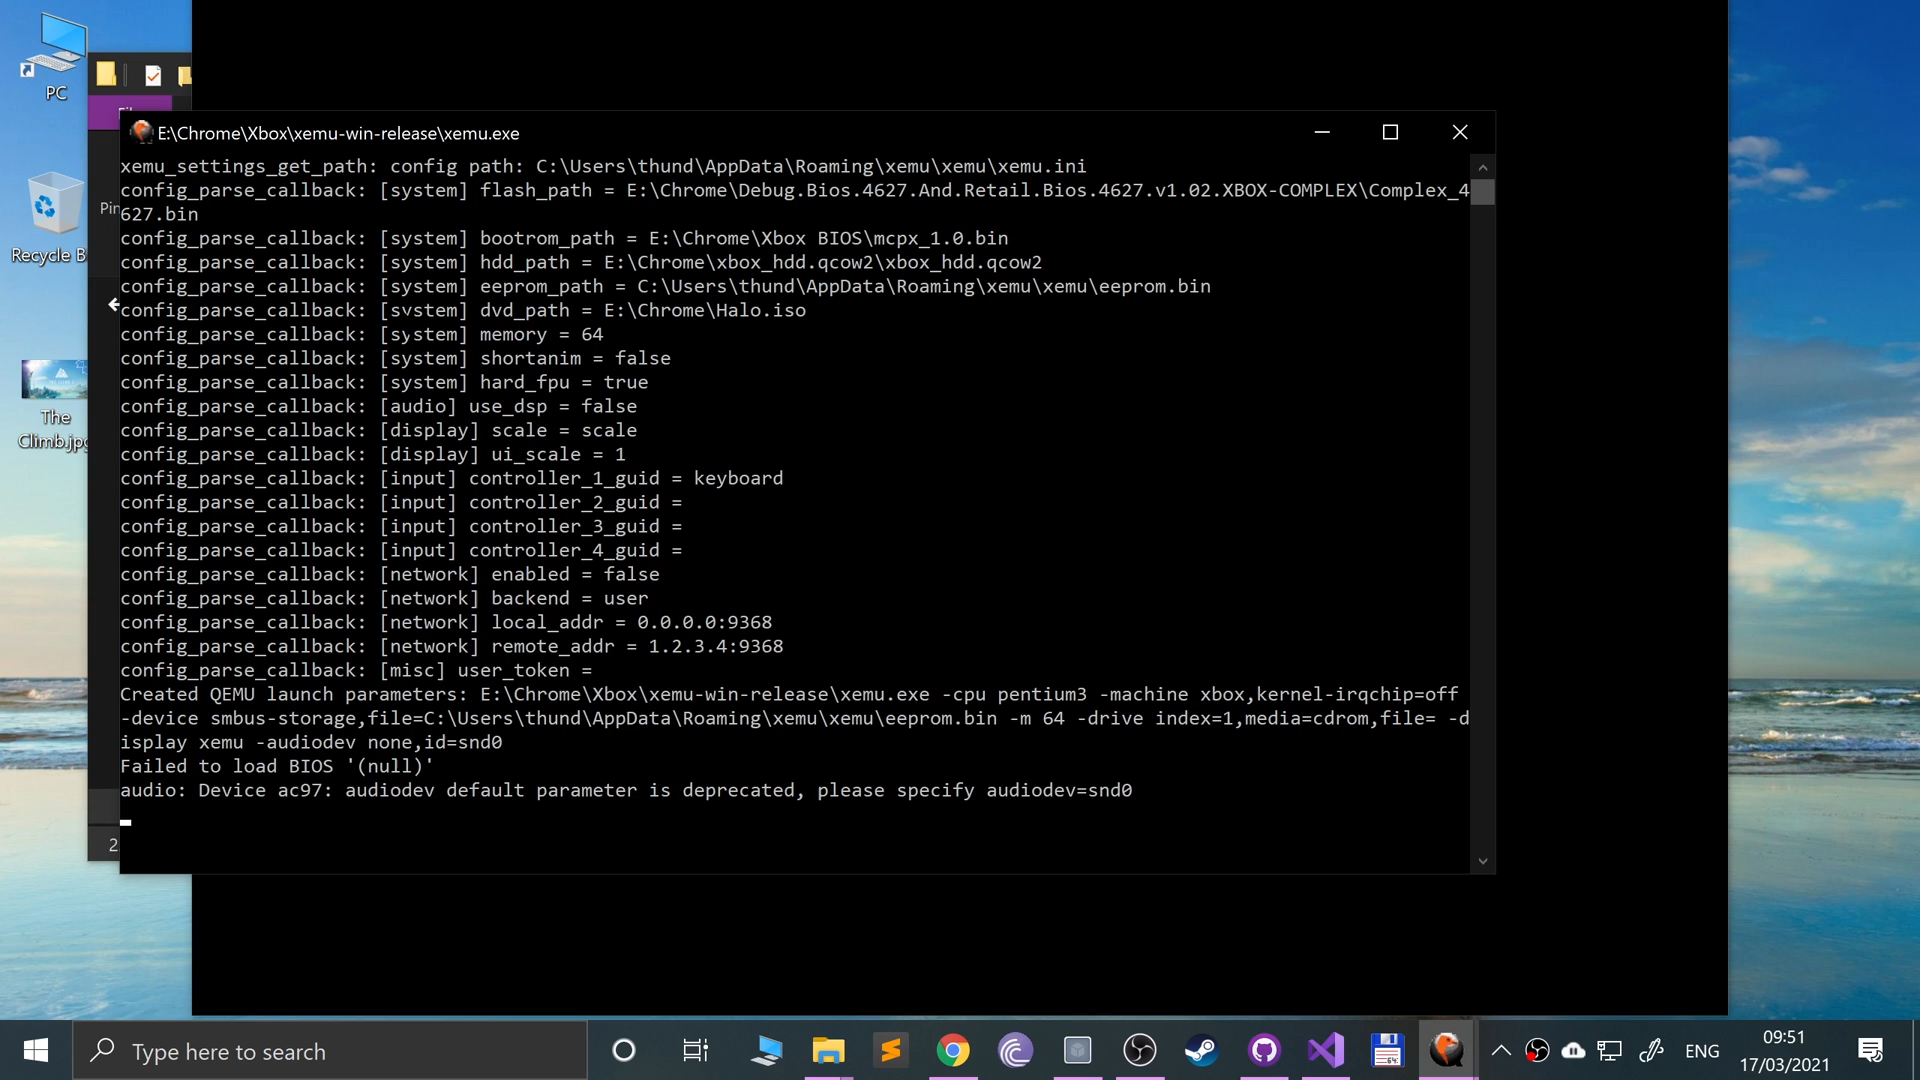 PC
Recycle B
The
Climb.jpg
Pin
2
E:\Chrome\Xbox\xemu-win-release\xemu.exe
xemu_settings_get_path: config path: C:\Users\thund\AppData\Roaming\xemu\xemu\xemu.ini
config_parse_callback: [system] flash_path = E:\Chrome\Debug.Bios.4627.And.Retail.Bios.4627.v1.02.XBOX-COMPLEX\Complex_4
627.bin
config_parse_callback: [system] bootrom_path = E:\Chrome\Xbox BIOS\mcpx_1.0.bin
config_parse_callback: [system] hdd_path = E:\Chrome\xbox_hdd.qcow2\xbox_hdd.qcow2
config_parse_callback: [system] eeprom_path = C:\Users\thund\AppData\Roaming\xemu\xemu\eeprom.bin
config_parse_callback: [system] dvd_path = E:\Chrome\Halo.iso
config_parse_callback: [system] memory = 64
config_parse_callback: [system] shortanim = false
config_parse_callback: [system] hard_fpu = true
config_parse_callback: [audio] use_dsp = false
config_parse_callback: [display] scale = scale
config_parse_callback: [display] ui_scale = 1
config_parse_callback: [input] controller_1_guid = keyboard
config_parse_callback: [input] controller_2_guid =
config_parse_callback: [input] controller_3_guid =
config_parse_callback: [input] controller_4_guid =
config_parse_callback: [network] enabled = false
config_parse_callback: [network] backend = user
config_parse_callback: [network] local_addr = 0.0.0.0:9368
config_parse_callback: [network] remote_addr = 1.2.3.4:9368
config_parse_callback: [misc] user_token =
Created QEMU launch parameters: E:\Chrome\Xbox\xemu-win-release\xemu.exe -cpu pentium3 -machine xbox,kernel-irqchip=off
-device smbus-storage,file=C:\Users\thund\AppData\Roaming\xemu\xemu\eeprom.bin -m 64 -drive index=1,media=cdrom,file= -d
isplay xemu -audiodev none,id=snd0
Failed to load BIOS '(null)'
audio: Device ac97: audiodev default parameter is deprecated, please specify audiodev=snd0
Type here to search
64
ENG
09:51
17/03/2021